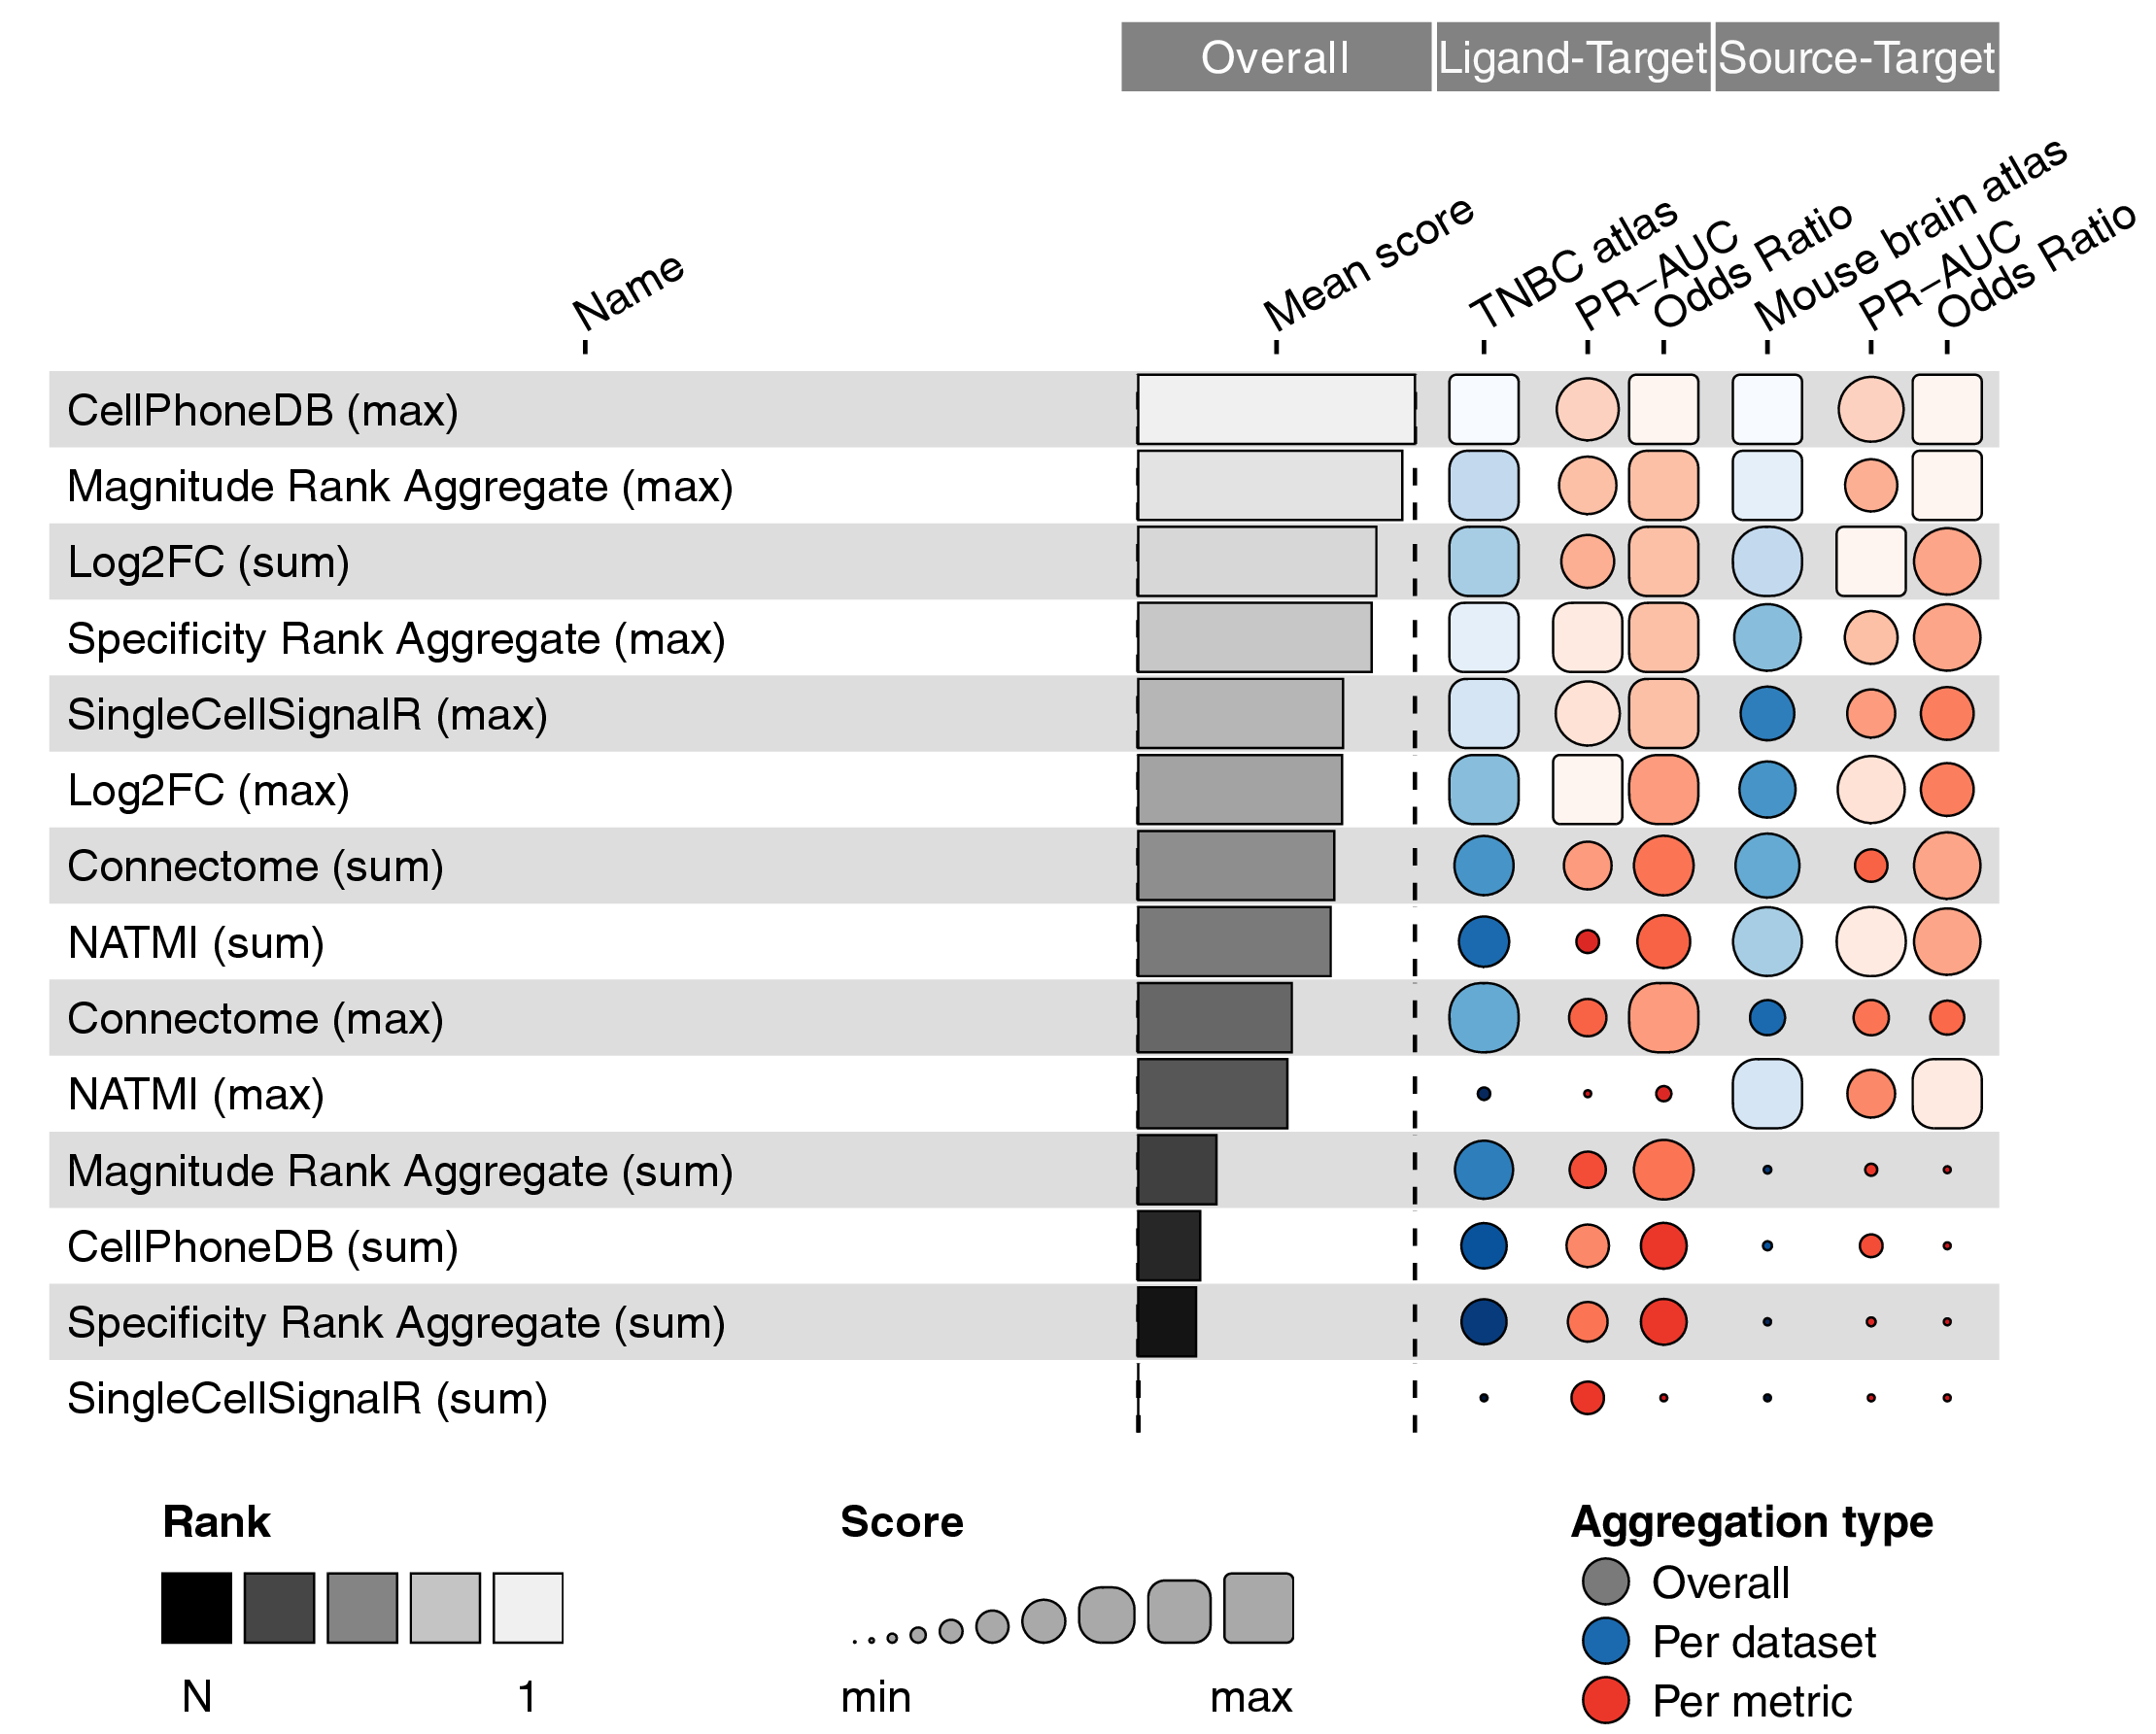 Overall Ligand-Target Source-Target
Name Mean score TNBC atlas PR−AUC Odds Ratio Mouse brain atlas PR−AUC Odds Ratio
CellPhoneDB (max)
Magnitude Rank Aggregate (max)
Log2FC (sum)
Specificity Rank Aggregate (max)
SingleCellSignalR (max)
Log2FC (max)
Connectome (sum)
NATMI (sum)
Connectome (max)
NATMI (max)
Magnitude Rank Aggregate (sum)
CellPhoneDB (sum)
Specificity Rank Aggregate (sum)
SingleCellSignalR (sum)
Rank
N 1
Score
min max
Aggregation type
Overall
Per dataset
Per metric